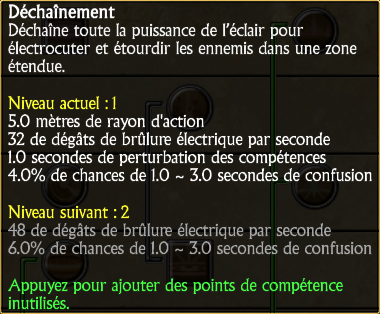 Déchaînement
Déchaîne toute la puissance de l'éclair pour
électrocuter et étourdir les ennemis dans une zone
étendue.
Niveau actuel : 1
5.0 mètres de rayon d'action
32 de dégâts de brûlure électrique par seconde
1.0 secondes de perturbation des compétences
4.0% de chances de 1.0 ~ 3.0 secondes de confusion
Niveau suivant : 2
48 de dégâts de brûlure électrique par seconde
6.0% de chances de 1.0 ~ 3.0 secondes de confusion
Appuyez pour ajouter des points de compétence
inutilisés.